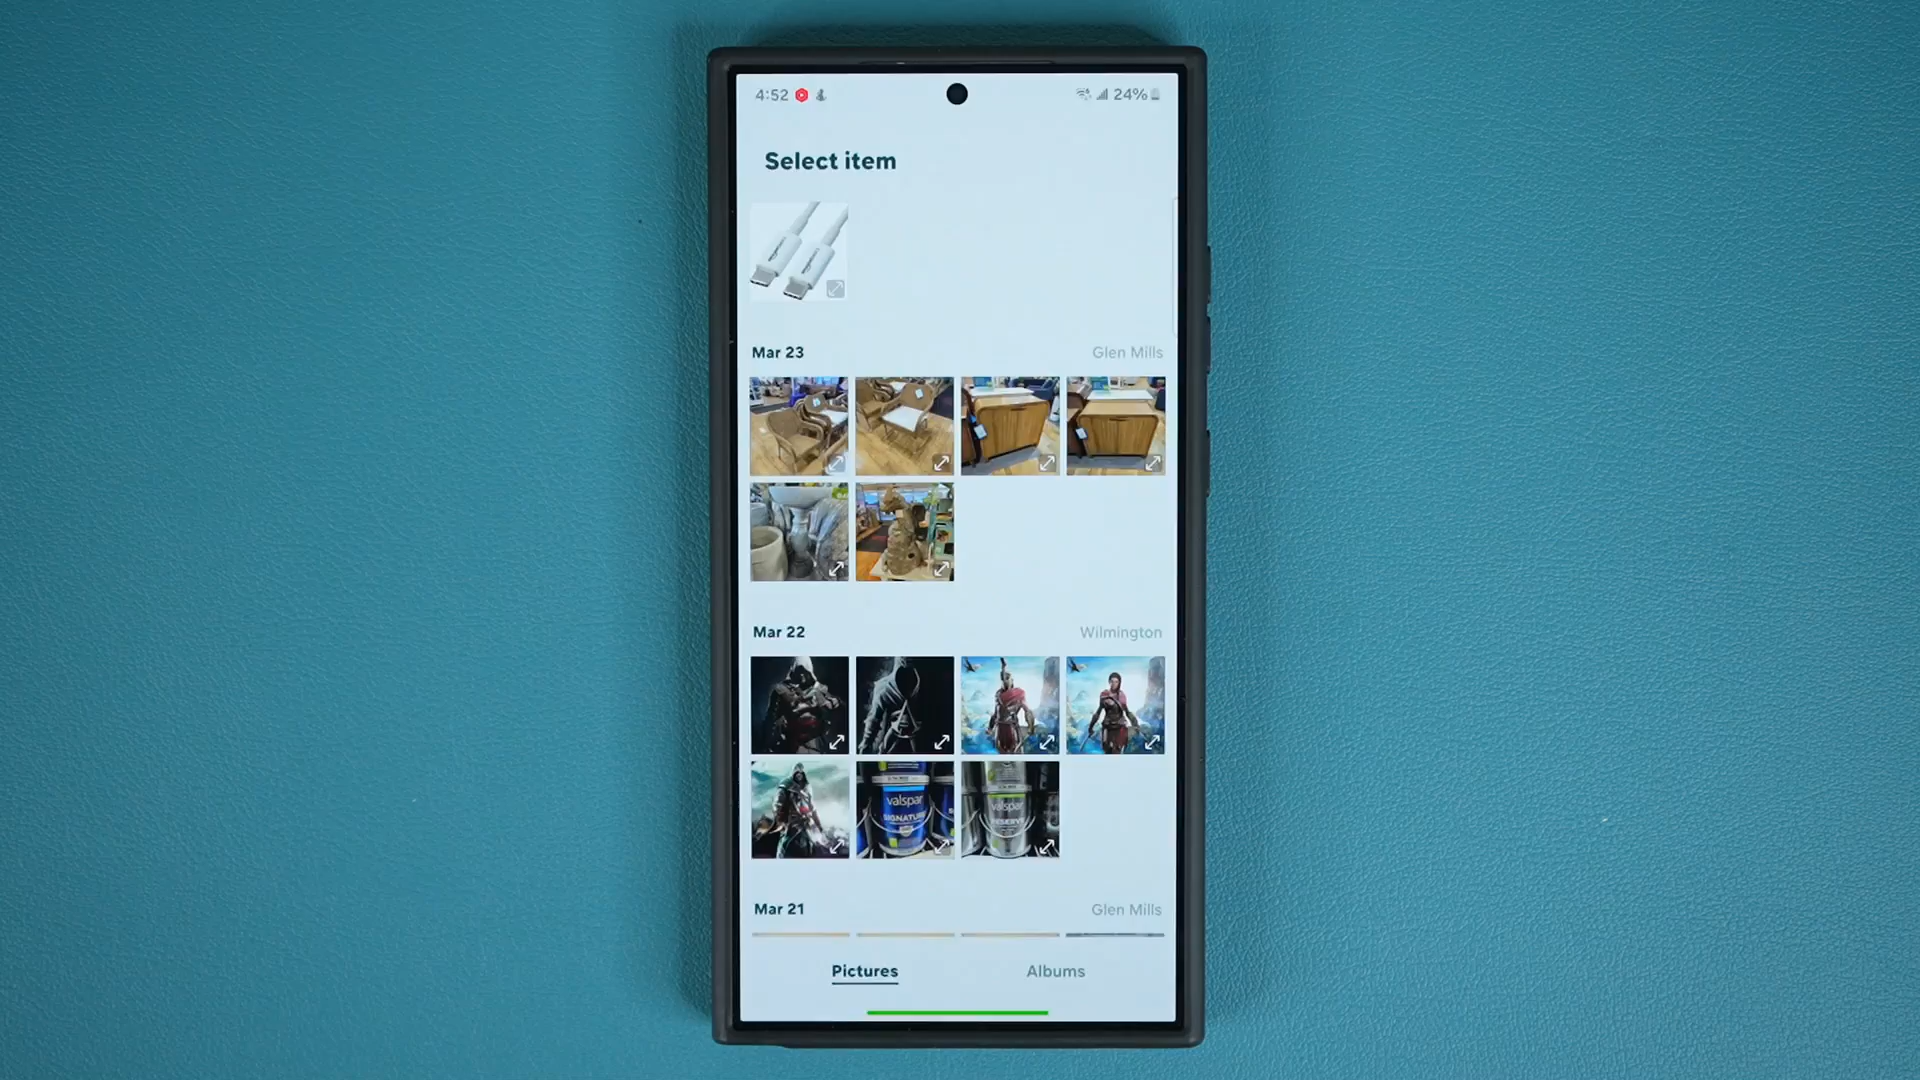 4:52 24%
Select item
Mar 23 Glen Mills
Mar 22 Wilmington
valspar valspar
SIGNATURE RESERVE
Mar 21 Glen Mills
Pictures Albums